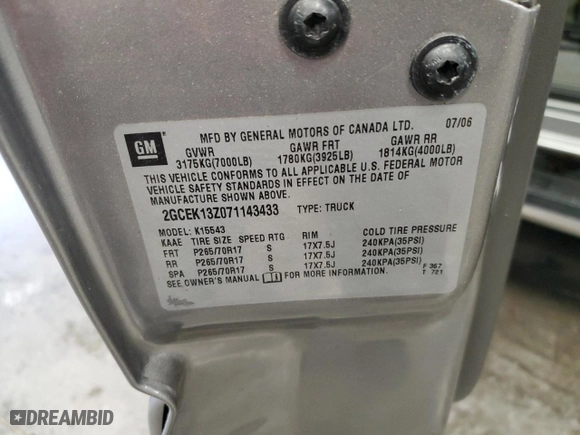 MFD BY GENERAL MOTORS OF CANADA LTD. 07/06
GM
GVWR GAWR FRT GAWR RR
3175KG(7000LB) 1780KG(3925LB) 1814KG(4000LB)
THIS VEHICLE CONFORMS TO ALL APPLICABLE U.S. FEDERAL MOTOR
VEHICLE SAFETY STANDARDS IN EFFECT ON THE DATE OF
MANUFACTURE SHOWN ABOVE.
2GCEK13Z071143433 TYPE: TRUCK
MODEL: K15543
KAAE TIRE SIZE SPEED RTG RIM COLD TIRE PRESSURE
FRT P265/70R17 S 17X7.5J 240KPA(35PSI)
RR P265/70R17 S 17X7.5J 240KPA(35PSI)
SPA P265/70R17 S 17X7.5J 240KPA(35PSI)
SEE OWNER'S MANUAL FOR MORE INFORMATION
F 367
T 721
DREAMBID